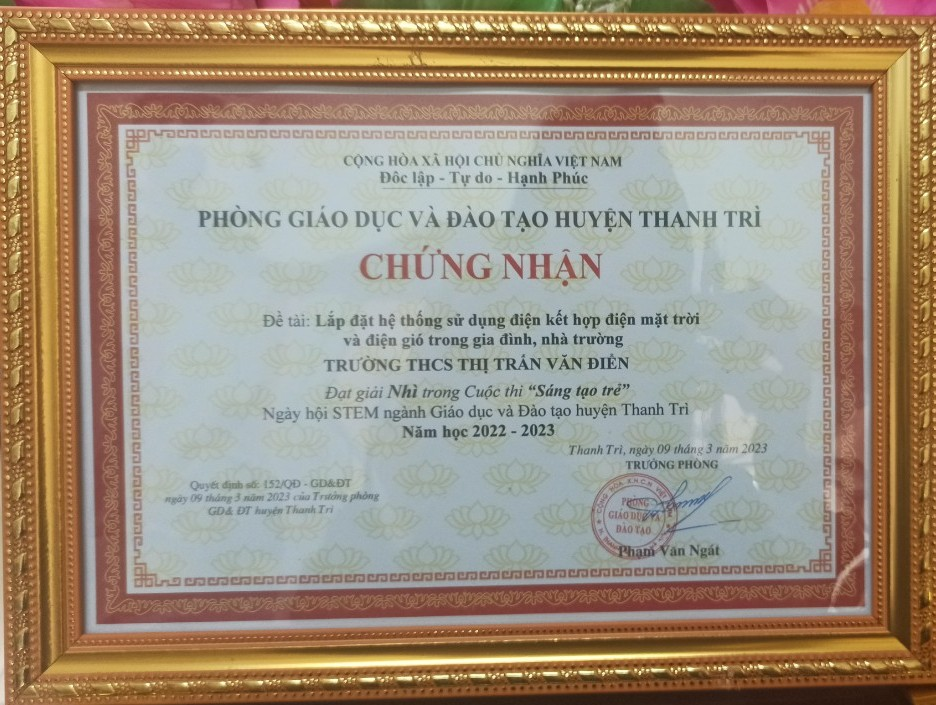 CỘNG HÒA XÃ HỘI CHỦ NGHĨA VIỆT NAM
Đôc lập - Tự do - Hạnh Phúc
PHÒNG GIÁO DỤC VÀ ĐÀO TẠO HUYỆN THANH TRÌ
CHỨNG NHẬN
Đề tài: Lắp đặt hệ thống sử dụng điện kết hợp điện mặt trời
và điện gió trong gia đình, nhà trường
TRƯỜNG THCS THỊ TRẤN VĂN ĐIỂN
Đạt giải Nhì trong Cuộc thi “Sáng tạo trẻ”
Ngày hội STEM ngành Giáo dục và Đào tạo huyện Thanh Trì
Năm học 2022 - 2023
Thanh Trì, ngày 09 tháng 3 năm 2023
TRƯỞNG PHÒNG
Quyết định số: 152/QĐ - GD&ĐT
ngày 09 tháng 3 năm 2023 của Trưởng phòng
GD& ĐT huyện Thanh Trì
PHÒNG
GIÁO DỤC VÀ
ĐÀO TẠO
Phạm Văn Ngát